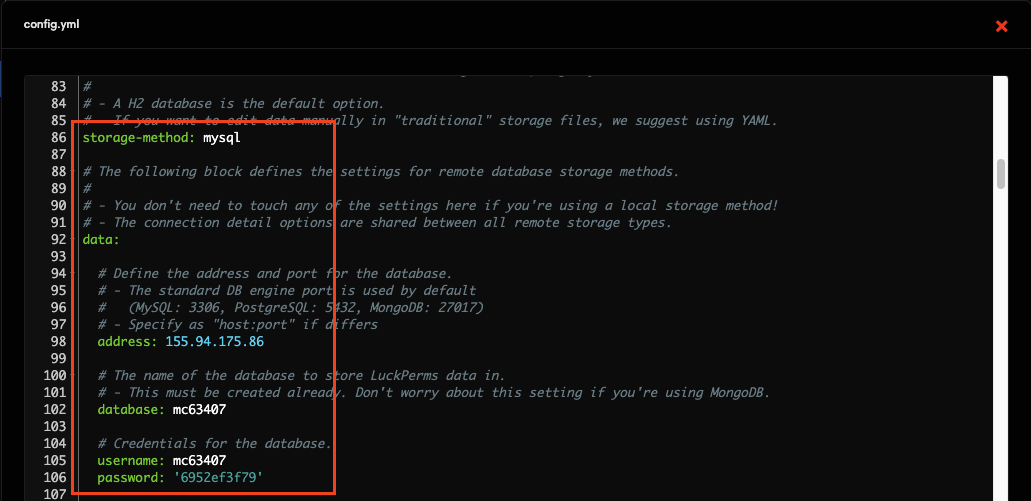 config.yml
83 #
84 # - A H2 database is the default option.
85 # - If you want to edit data manually in "traditional" storage files, we suggest using YAML.
86 storage-method: mysql
87
88 # The following block defines the settings for remote database storage methods.
89 #
90 # - You don't need to touch any of the settings here if you're using a local storage method!
91 # - The connection detail options are shared between all remote storage types.
92 data:
93
94 # Define the address and port for the database.
95 # - The standard DB engine port is used by default
96 #   (MySQL: 3306, PostgreSQL: 5432, MongoDB: 27017)
97 # - Specify as "host:port" if differs
98 address: 155.94.175.86
99
100 # The name of the database to store LuckPerms data in.
101 # - This must be created already. Don't worry about this setting if you're using MongoDB.
102 database: mc63407
103
104 # Credentials for the database.
105 username: mc63407
106 password: '6952ef3f79'
107